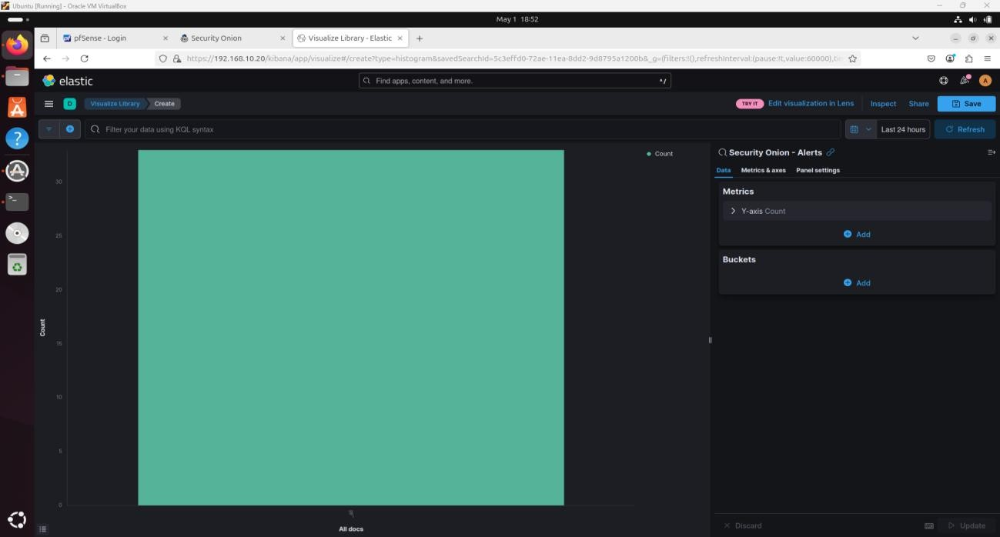 Ubuntu [Running] - Oracle VM VirtualBox
May 1 18:52
pfSense - Login
Security Onion
Visualize Library - Elastic
https://192.168.10.20/kibana/app/visualize#/create?type=histogram&savedSearchId=5c3effd0-72ae-11ea-8dd2-9d8795a1200b&_g=(filters:!(),refreshInterval:(pause:!t,value:60000),ti
elastic
Find apps, content, and more.
^/
A
D
Visualize Library
Create
TRY IT
Edit visualization in Lens
Inspect
Share
Save
Filter your data using KQL syntax
Last 24 hours
Refresh
Count
Security Onion - Alerts
Data
Metrics & axes
Panel settings
Metrics
Y-axis Count
Add
Buckets
Add
30
25
20
15
10
5
0
Count
All docs
Discard
Update